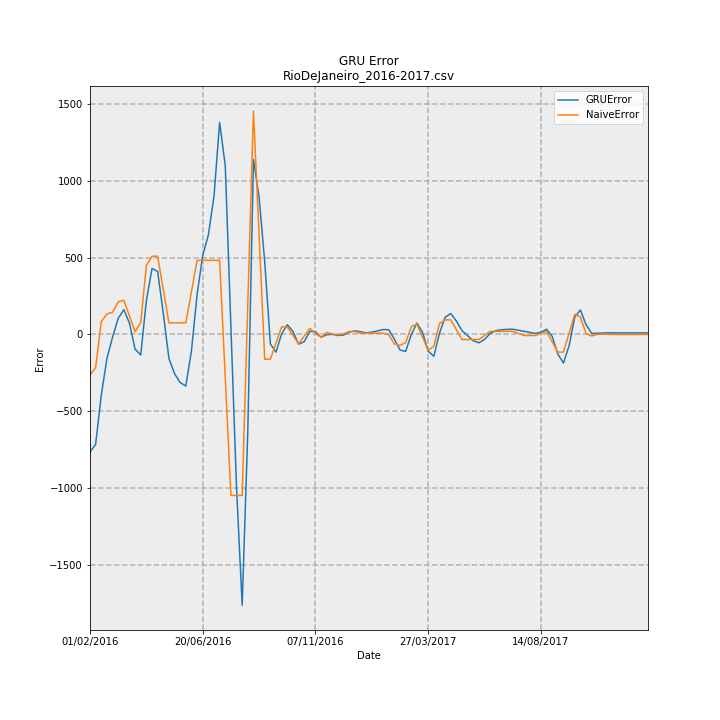 GRU Error
RioDeJaneiro_2016-2017.csv
GRUError
NaiveError
1500
1000
500
0
−500
−1000
−1500
Error
01/02/2016
20/06/2016
07/11/2016
27/03/2017
14/08/2017
Date